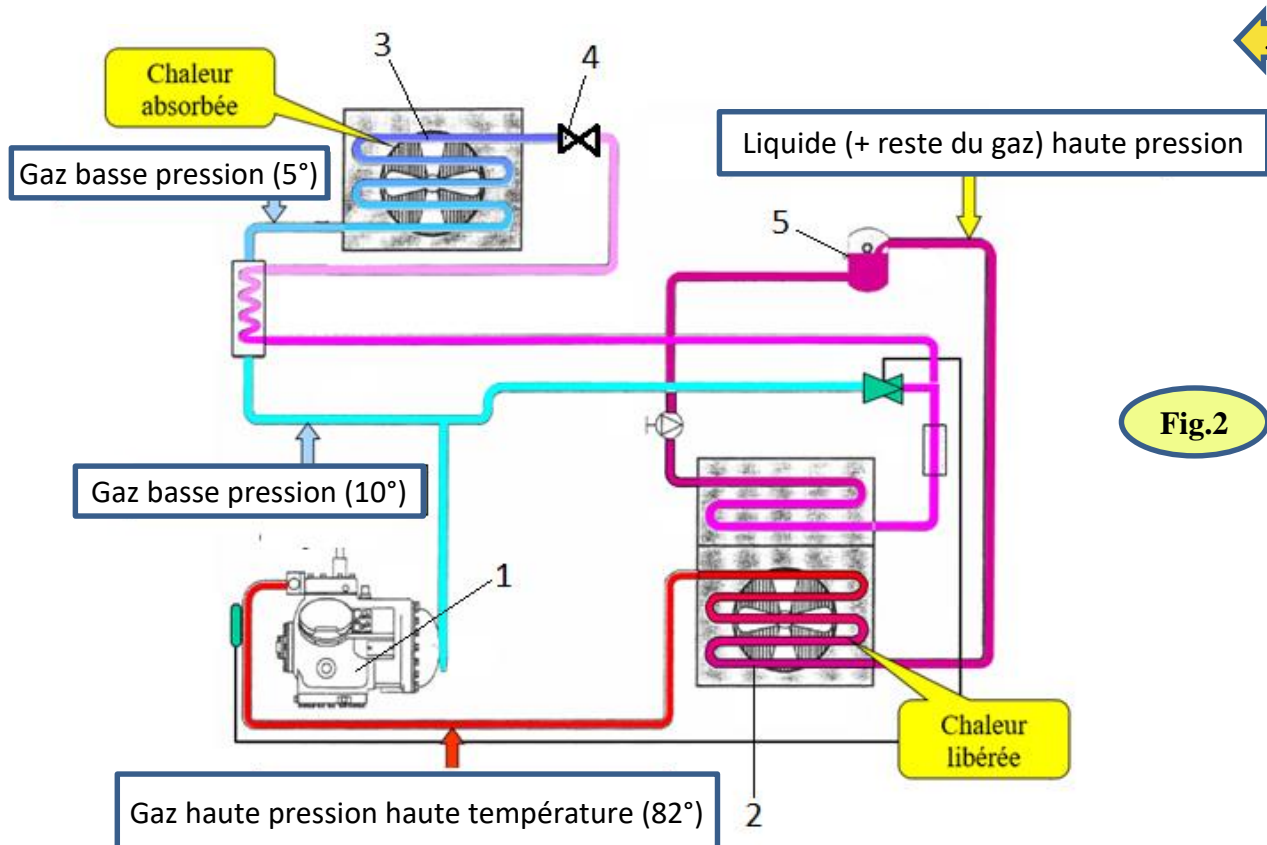 3
4
Chaleur
absorbée
Liquide (+ reste du gaz) haute pression
Gaz basse pression (5°)
5
Fig.2
Gaz basse pression (10°)
1
Chaleur
libérée
Gaz haute pression haute température (82°)
2